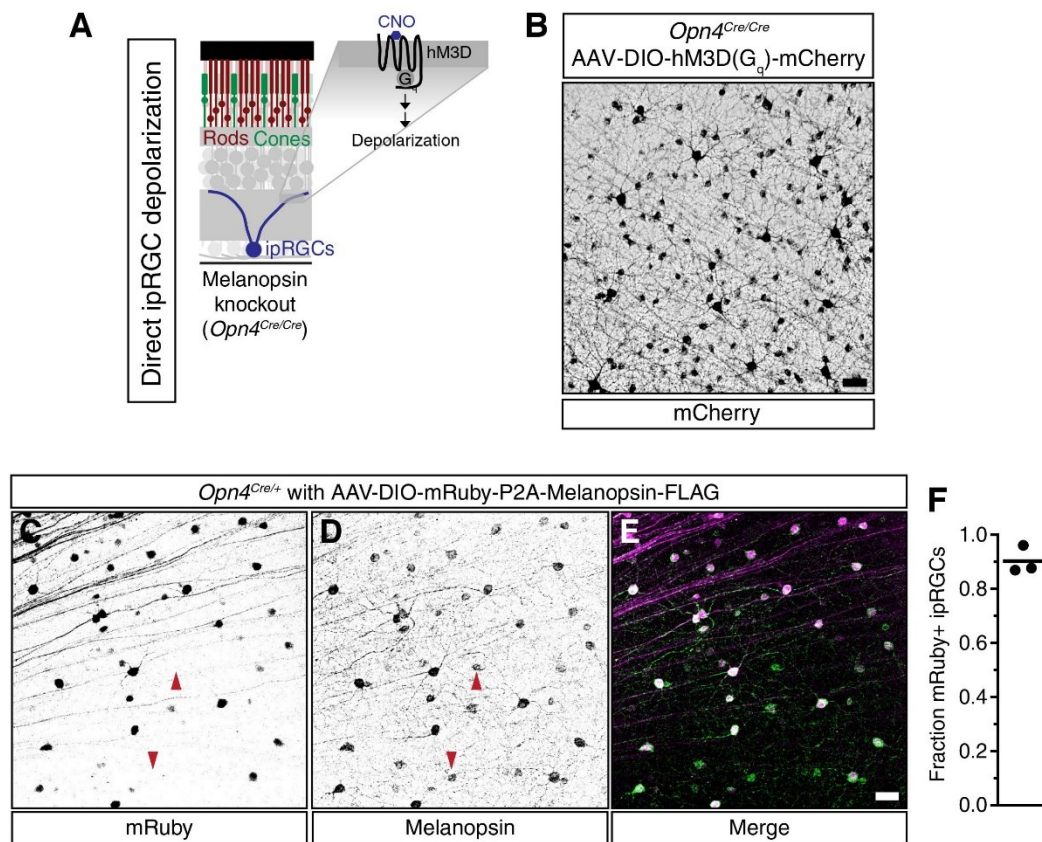 A
Direct ipRGC depolarization
CNO
hM3D
Gq
Depolarization
Rods Cones
ipRGCs
Melanopsin
knockout
(Opn4Cre/Cre)
B
Opn4Cre/Cre
AAV-DIO-hM3D(Gq)-mCherry
mCherry
Opn4Cre/+ with AAV-DIO-mRuby-P2A-Melanopsin-FLAG
C
D
E
mRuby
Melanopsin
Merge
F
Fraction mRuby+ ipRGCs
1.0
0.8
0.6
0.4
0.2
0.0